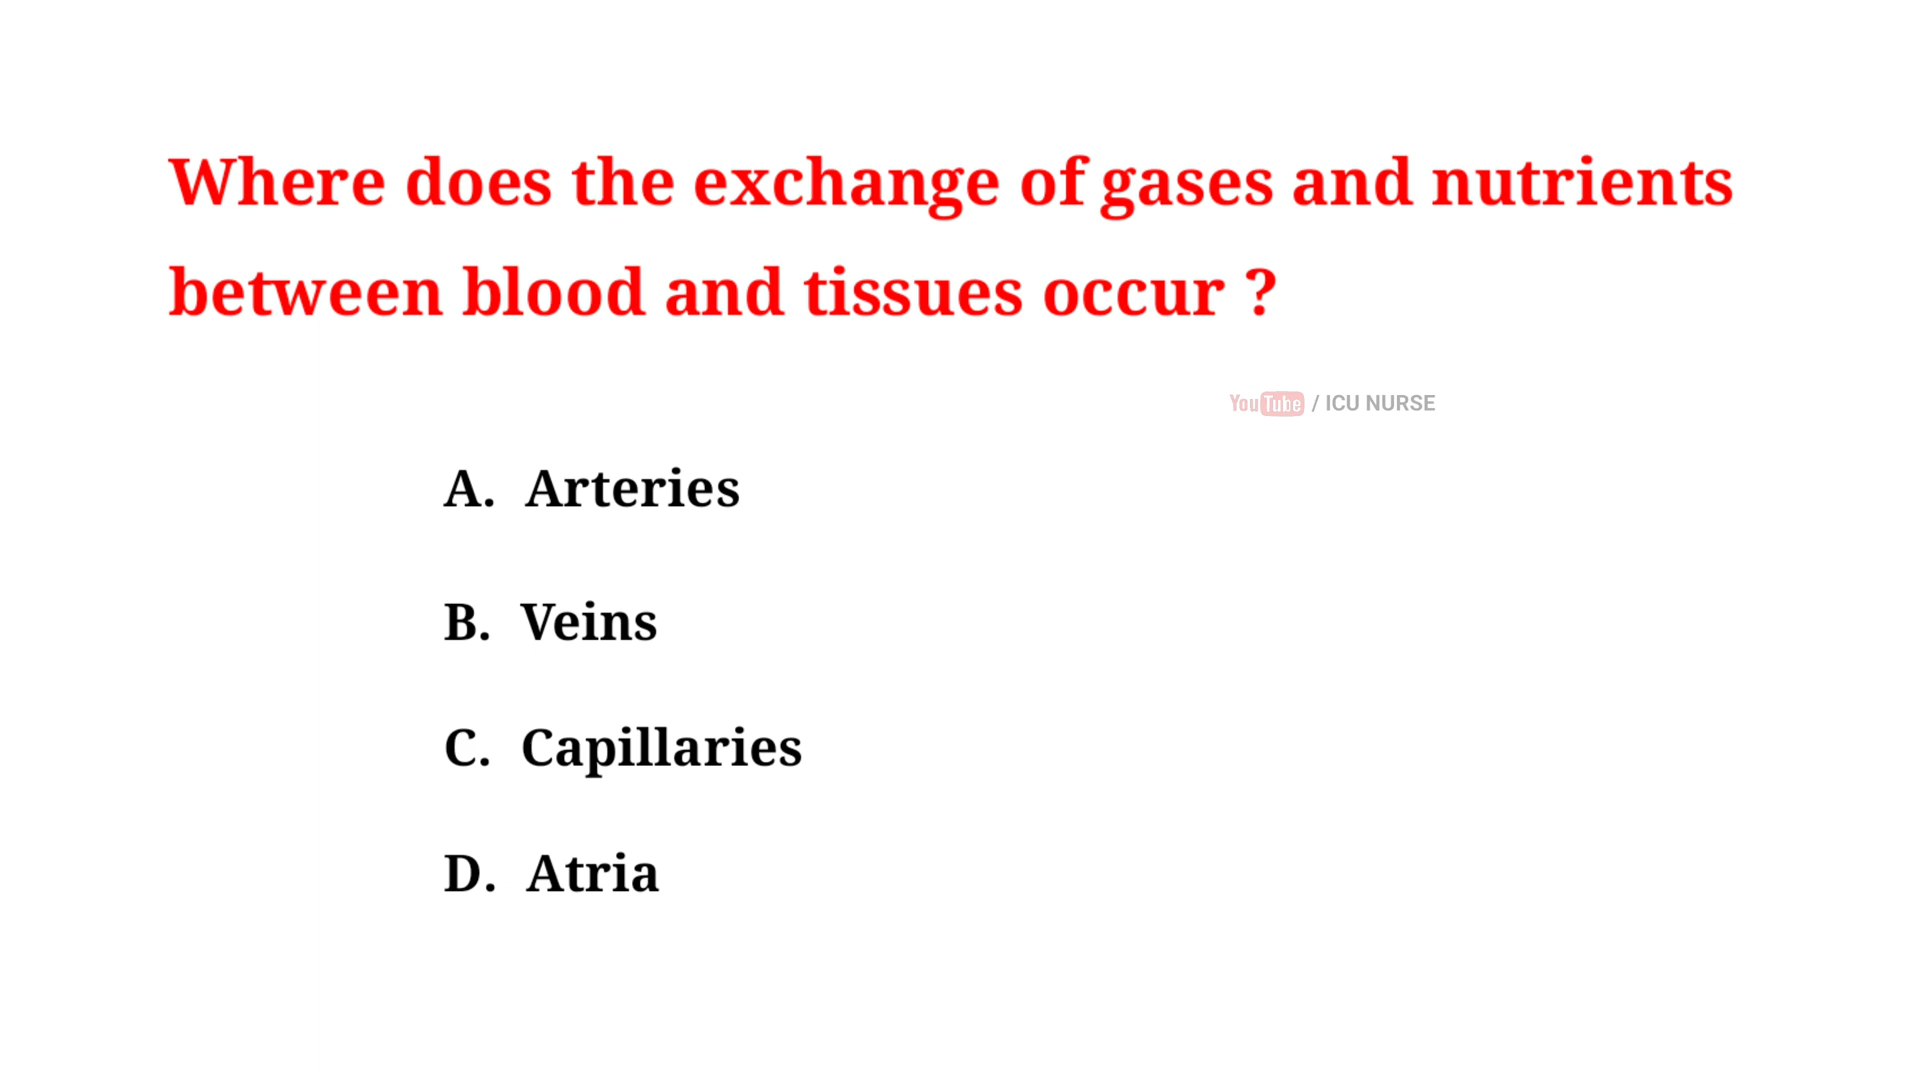 Where does the exchange of gases and nutrients
between blood and tissues occur ?
YouTube / ICU NURSE
A. Arteries
B. Veins
C. Capillaries
D. Atria